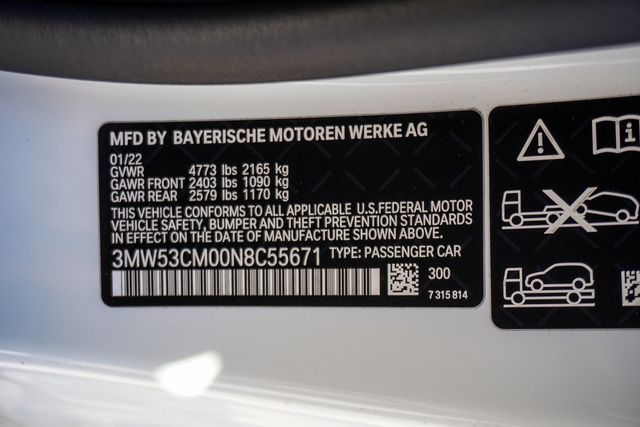 MFD BY BAYERISCHE MOTOREN WERKE AG
01/22
GVWR 4773 lbs 2165 kg
GAWR FRONT 2403 lbs 1090 kg
GAWR REAR 2579 lbs 1170 kg
THIS VEHICLE CONFORMS TO ALL APPLICABLE U.S.FEDERAL MOTOR
VEHICLE SAFETY, BUMPER AND THEFT PREVENTION STANDARDS
IN EFFECT ON THE DATE OF MANUFACTURE SHOWN ABOVE.
3MW53CM00N8C55671 TYPE: PASSENGER CAR
300
7 315 814